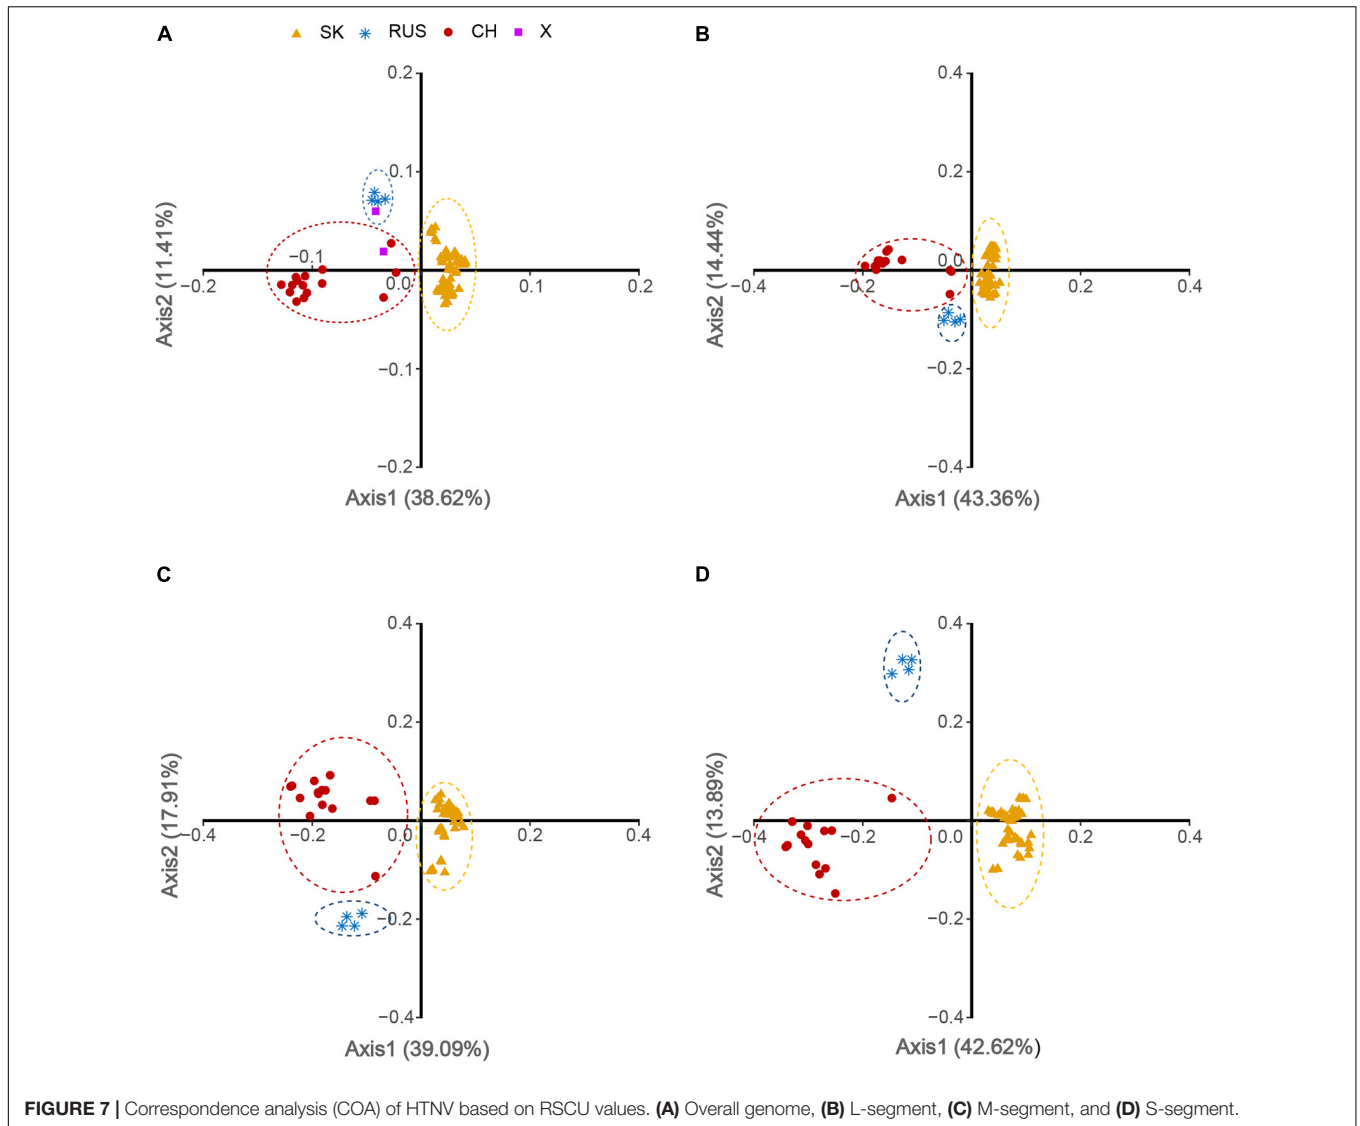 A
SK RUS CH X
0.2
0.1
−0.1
−0.2
0.0
0.1
0.2
−0.1
−0.2
Axis2 (11.41%)
Axis1 (38.62%)
B
0.4
0.2
0.0
−0.4
−0.2
0.2
0.4
−0.2
−0.4
Axis2 (14.44%)
Axis1 (43.36%)
C
0.4
0.2
−0.4
−0.2
0.0
0.2
0.4
−0.2
−0.4
Axis2 (17.91%)
Axis1 (39.09%)
D
0.4
0.2
−0.4
−0.2
0.0
0.2
0.4
−0.2
−0.4
Axis2 (13.89%)
Axis1 (42.62%)
FIGURE 7 | Correspondence analysis (COA) of HTNV based on RSCU values. (A) Overall genome, (B) L-segment, (C) M-segment, and (D) S-segment.